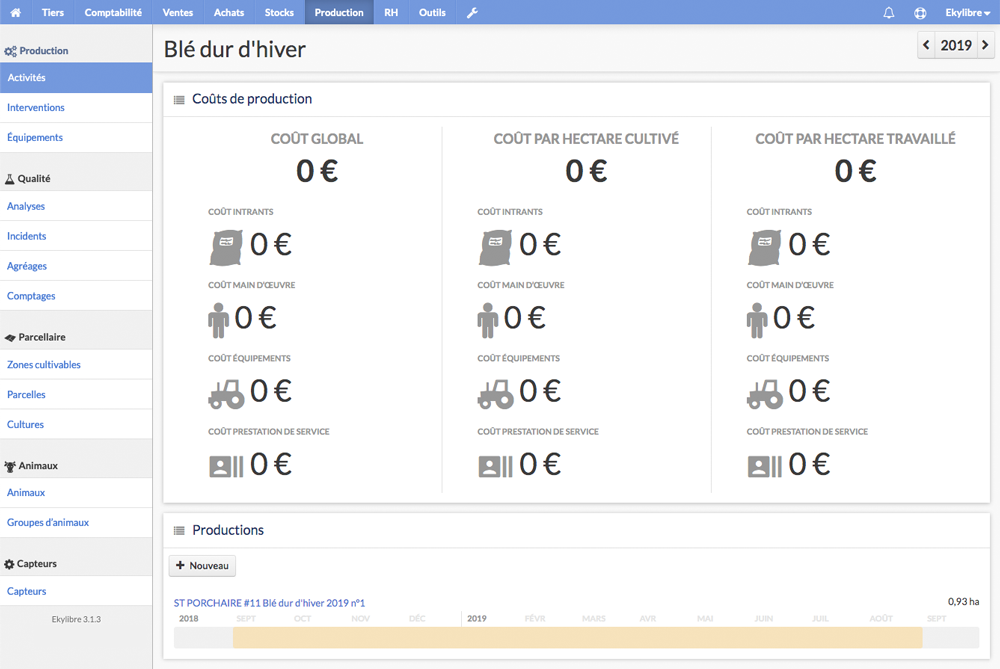 Tiers Comptabilité Ventes Achats Stocks Production RH Outils Ekylibre
Production
Activités
Interventions
Équipements
Qualité
Analyses
Incidents
Agréages
Comptages
Parcellaire
Zones cultivables
Parcelles
Cultures
Animaux
Animaux
Groupes d'animaux
Capteurs
Capteurs
Ekylibre 3.1.3
Blé dur d'hiver
2019
Coûts de production
COÛT GLOBAL
0 €
COÛT INTRANTS
0 €
COÛT MAIN D'ŒUVRE
0 €
COÛT ÉQUIPEMENTS
0 €
COÛT PRESTATION DE SERVICE
0 €
COÛT PAR HECTARE CULTIVÉ
0 €
COÛT INTRANTS
0 €
COÛT MAIN D'ŒUVRE
0 €
COÛT ÉQUIPEMENTS
0 €
COÛT PRESTATION DE SERVICE
0 €
COÛT PAR HECTARE TRAVAILLÉ
0 €
COÛT INTRANTS
0 €
COÛT MAIN D'ŒUVRE
0 €
COÛT ÉQUIPEMENTS
0 €
COÛT PRESTATION DE SERVICE
0 €
Productions
+ Nouveau
ST PORCHAIRE #11 Blé dur d'hiver 2019 n°1 0,93 ha
2018 SEPT OCT NOV DÉC 2019 FÉVR MARS AVR MAI JUIN JUIL AOÛT SEPT